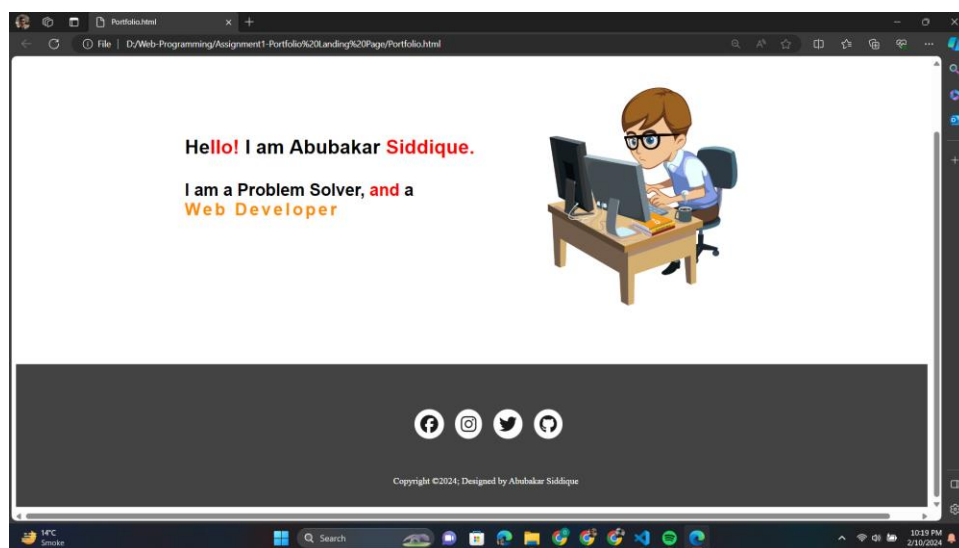 Portfolio.html
File | D:/Web-Programming/Assignment1-Portfolio%20Landing%20Page/Portfolio.html
Hello! I am Abubakar Siddique.
I am a Problem Solver, and a
Web Developer
Copyright ©2024; Designed by Abubakar Siddique
14°C
Smoke
Search
10:19 PM
2/10/2024